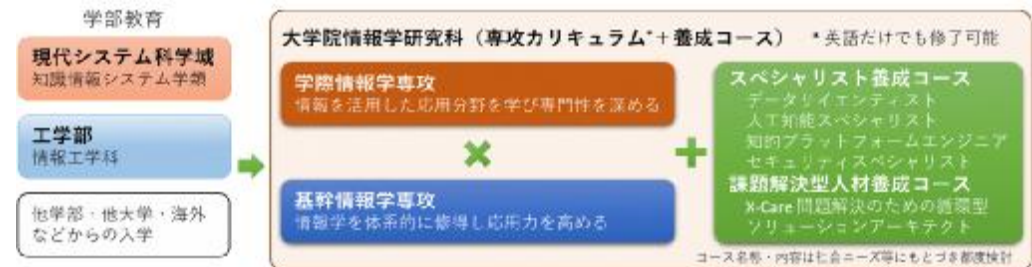 学部教育
現代システム科学域
知識情報システム学類
工学部
情報工学科
他学部・他大学・海外
などからの入学
大学院情報学研究科（専攻カリキュラム*＋養成コース） *英語だけでも修了可能
学際情報学専攻
情報を活用した応用分野を学び専門性を深める
×
基幹情報学専攻
情報学を体系的に修得し応用力を高める
+
スペシャリスト養成コース
データサイエンティスト
人工知能スペシャリスト
知的プラットフォームエンジニア
セキュリティスペシャリスト
課題解決型人材養成コース
X-Care 問題解決のための循環型
ソリューションアーキテクト
コース名称・内容は社会ニーズ等にもとづき都度検討